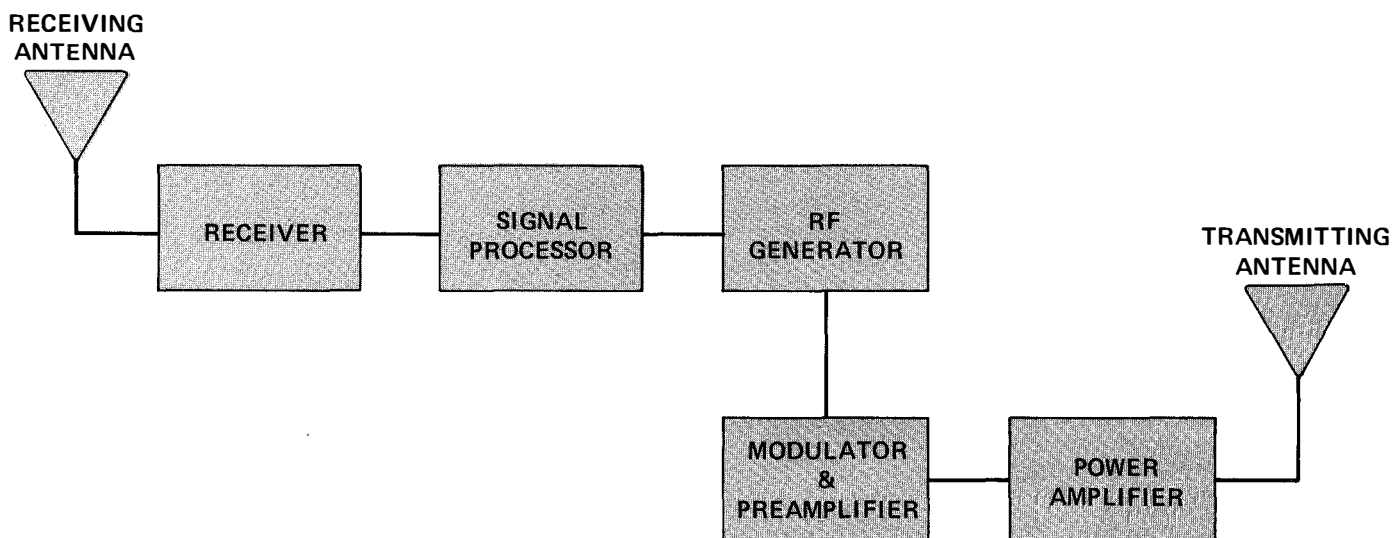 RECEIVING
ANTENNA
RECEIVER
SIGNAL
PROCESSOR
RF
GENERATOR
TRANSMITTING
ANTENNA
MODULATOR
&
PREAMPLIFIER
POWER
AMPLIFIER